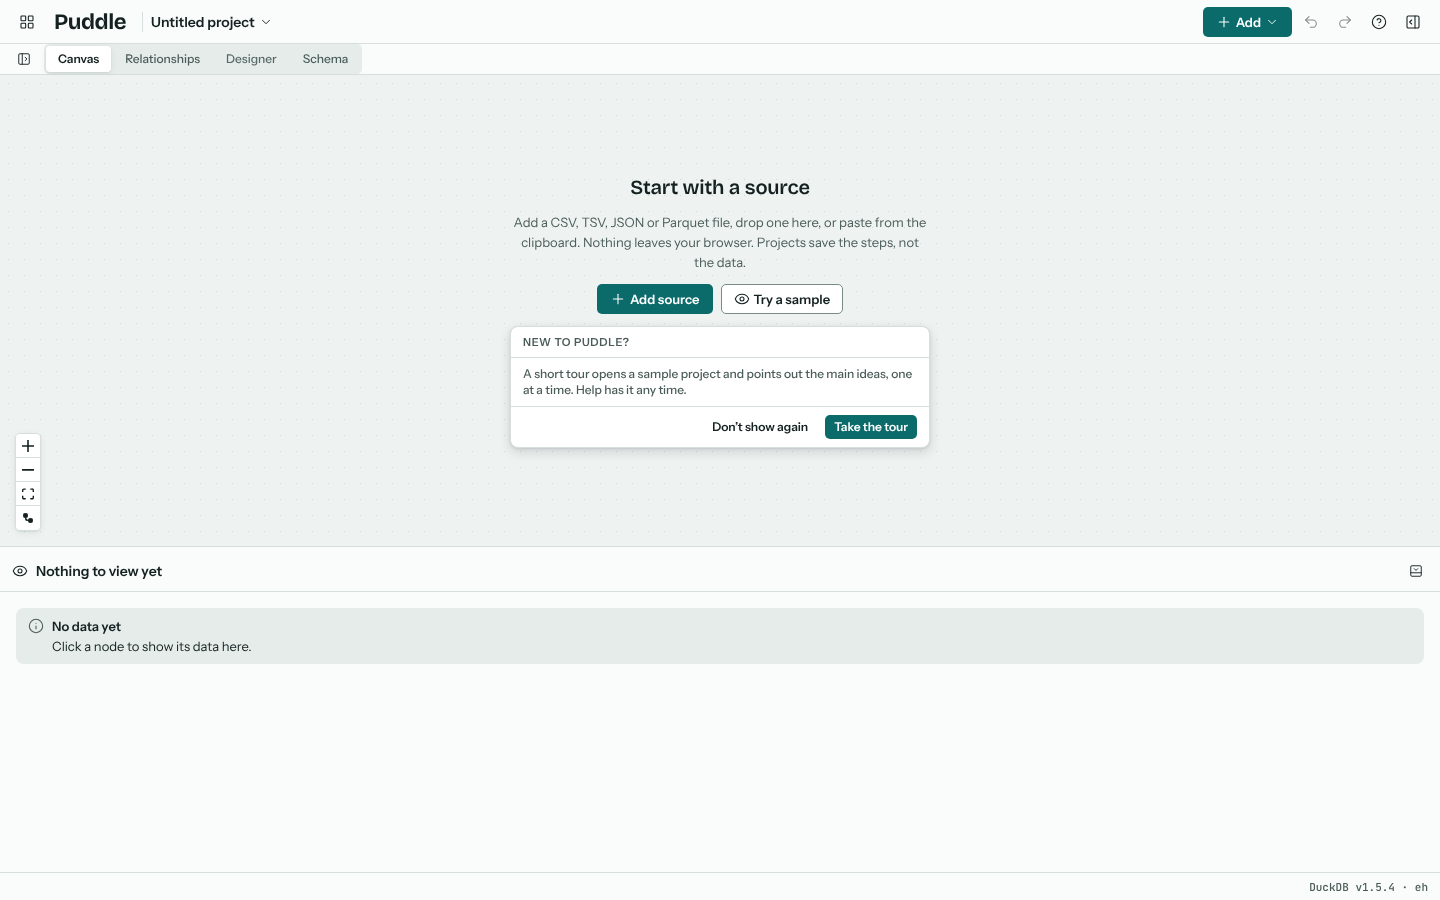 Puddle
Untitled project
Add
Canvas
Relationships
Designer
Schema
Start with a source
Add a CSV, TSV, JSON or Parquet file, drop one here, or paste from the
clipboard. Nothing leaves your browser. Projects save the steps, not
the data.
Add source
Try a sample
NEW TO PUDDLE?
A short tour opens a sample project and points out the main ideas, one
at a time. Help has it any time.
Don't show again
Take the tour
Nothing to view yet
No data yet
Click a node to show its data here.
DuckDB v1.5.4 · eh